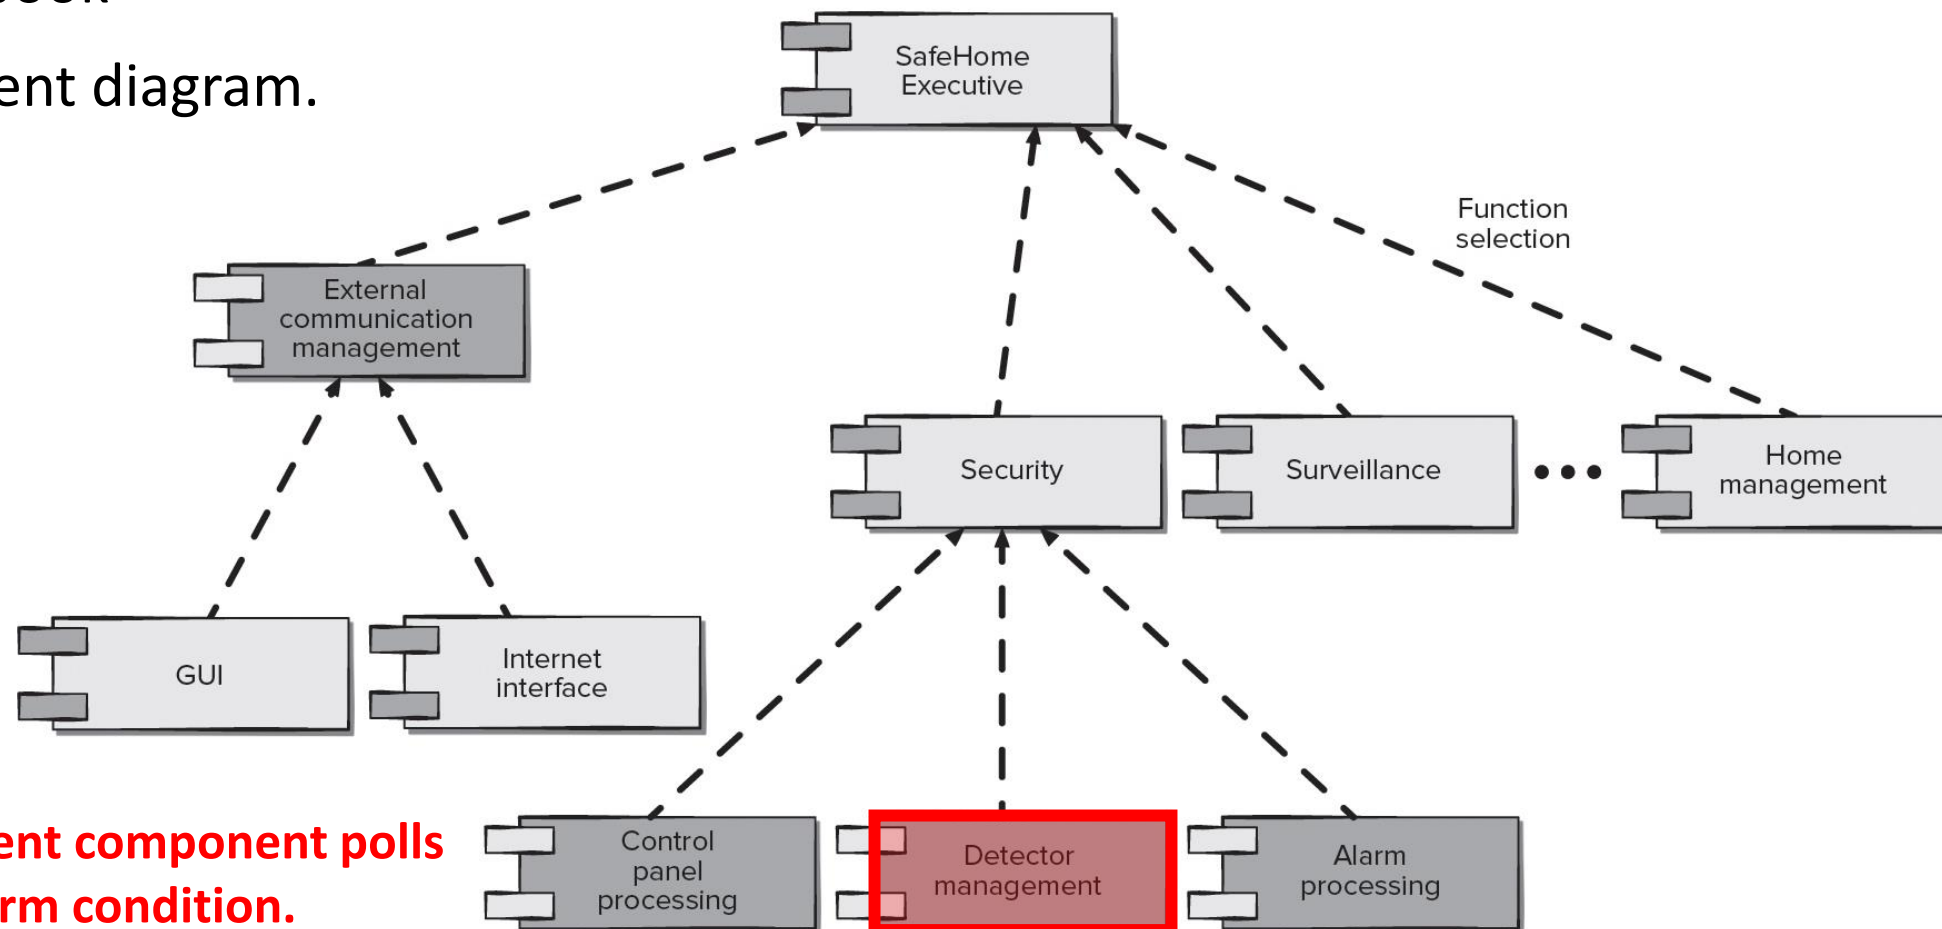 ent diagram.
SafeHome
Executive
Function
selection
External
communication
management
Security
Surveillance
Home
management
GUI
Internet
interface
ent component polls
rm condition.
Control
panel
processing
Detector
management
Alarm
processing